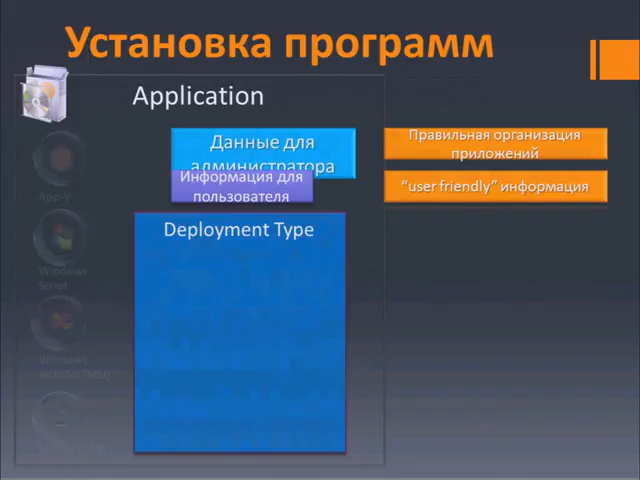 Установка программ
Application
Данные для
администратора
Правильная организация
приложений
Информация для
пользователя
“user friendly” информация
Deployment Type
App-V
Windows
Script
Windows
Installer (MSI)